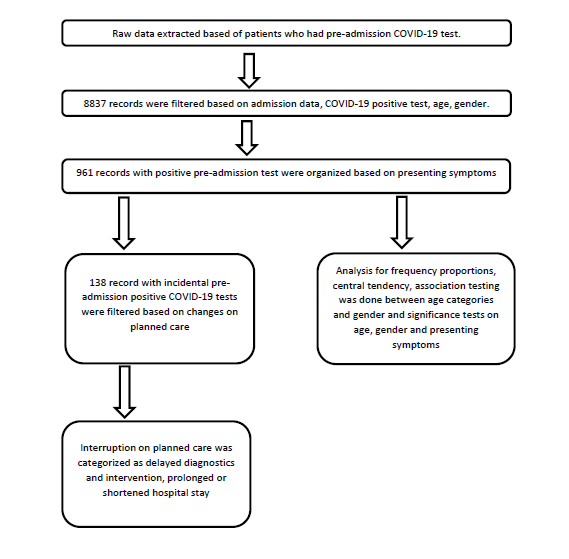 Raw data extracted based of patients who had pre-admission COVID-19 test.
8837 records were filtered based on admission data, COVID-19 positive test, age, gender.
961 records with positive pre-admission test were organized based on presenting symptoms
138 record with incidental pre-
admission positive COVID-19 tests
were filtered based on changes on
planned care
Analysis for frequency proportions,
central tendency, association testing
was done between age categories
and gender and significance tests on
age, gender and presenting
symptoms
Interruption on planned care was
categorized as delayed diagnostics
and intervention, prolonged or
shortened hospital stay